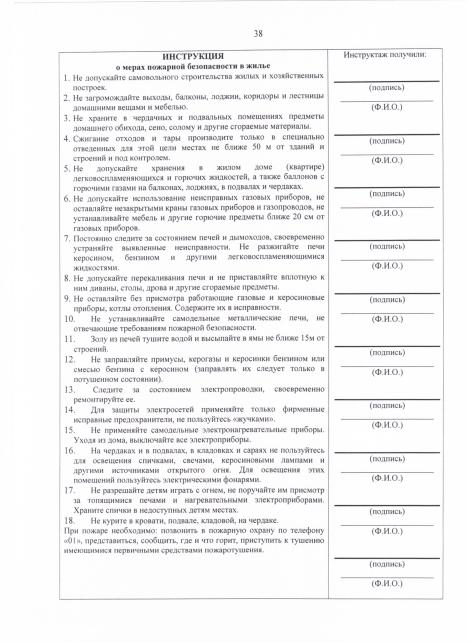 38
ИНСТРУКЦИЯ
о мерах пожарной безопасности в жилье
1. Не допускайте самовольного строительства жилых и хозяйственных
построек.
2. Не загромождайте выходы, балконы, лоджии, коридоры и лестницы
домашними вещами и мебелью.
3. Не храните в чердачных и подвальных помещениях предметы
домашнего обихода, сено, солому и другие сгораемые материалы.
4. Сжигание отходов и тары производите только в специально
отведенных для этой цели местах не ближе 50 м от зданий и
строений и под контролем.
5. Не допускайте хранения в жилом доме (квартире)
легковоспламеняющихся и горючих жидкостей, а также баллонов с
горючими газами на балконах, лоджиях, в подвалах и чердаках.
6. Не допускайте использование неисправных газовых приборов, не
оставляйте незакрытыми краны газовых приборов и газопроводов, не
устанавливайте мебель и другие горючие предметы ближе 20 см от
газовых приборов.
7. Постоянно следите за состоянием печей и дымоходов, своевременно
устраняйте выявленные неисправности. Не разжигайте печи
керосином, бензином и другими легковоспламеняющимися
жидкостями.
8. Не допускайте перекаливания печи и не приставляйте вплотную к
ним диваны, столы, дрова и другие сгораемые предметы.
9. Не оставляйте без присмотра работающие газовые и керосиновые
приборы, котлы отопления. Содержите их в исправности.
10. Не устанавливайте самодельные металлические печи, не
отвечающие требованиям пожарной безопасности.
11. Золу из печей тушите водой и высыпайте в ямы не ближе 15м от
строений.
12. Не заправляйте примусы, керогазы и керосинки бензином или
смесью бензина с керосином (заправлять их следует только в
потушенном состоянии).
13. Следите за состоянием электропроводки, своевременно
ремонтируйте ее.
14. Для защиты электросетей применяйте только фирменные
исправные предохранители, не пользуйтесь «жучками».
15. Не применяйте самодельные электронагревательные приборы.
Уходя из дома, выключайте все электроприборы.
16. На чердаках и в подвалах, в кладовках и сараях не пользуйтесь
для освещения спичками, свечами, керосиновыми лампами и
другими источниками открытого огня. Для освещения этих
помещений пользуйтесь электрическими фонарями.
17. Не разрешайте детям играть с огнем, не поручайте им присмотр
за топящимися печами и нагревательными электроприборами.
Храните спички в недоступных детям местах.
18. Не курите в кровати, подвале, кладовой, на чердаке.
При пожаре необходимо: позвонить в пожарную охрану по телефону
«01», представиться, сообщить, где и что горит, приступить к тушению
имеющимися первичными средствами пожаротушения.
Инструктаж получили:
(подпись)
(Ф.И.О.)
(подпись)
(Ф.И.О.)
(подпись)
(Ф.И.О.)
(подпись)
(Ф.И.О.)
(подпись)
(Ф.И.О.)
(подпись)
(Ф.И.О.)
(подпись)
(Ф.И.О.)
(подпись)
(Ф.И.О.)
(подпись)
(Ф.И.О.)
(подпись)
(Ф.И.О.)